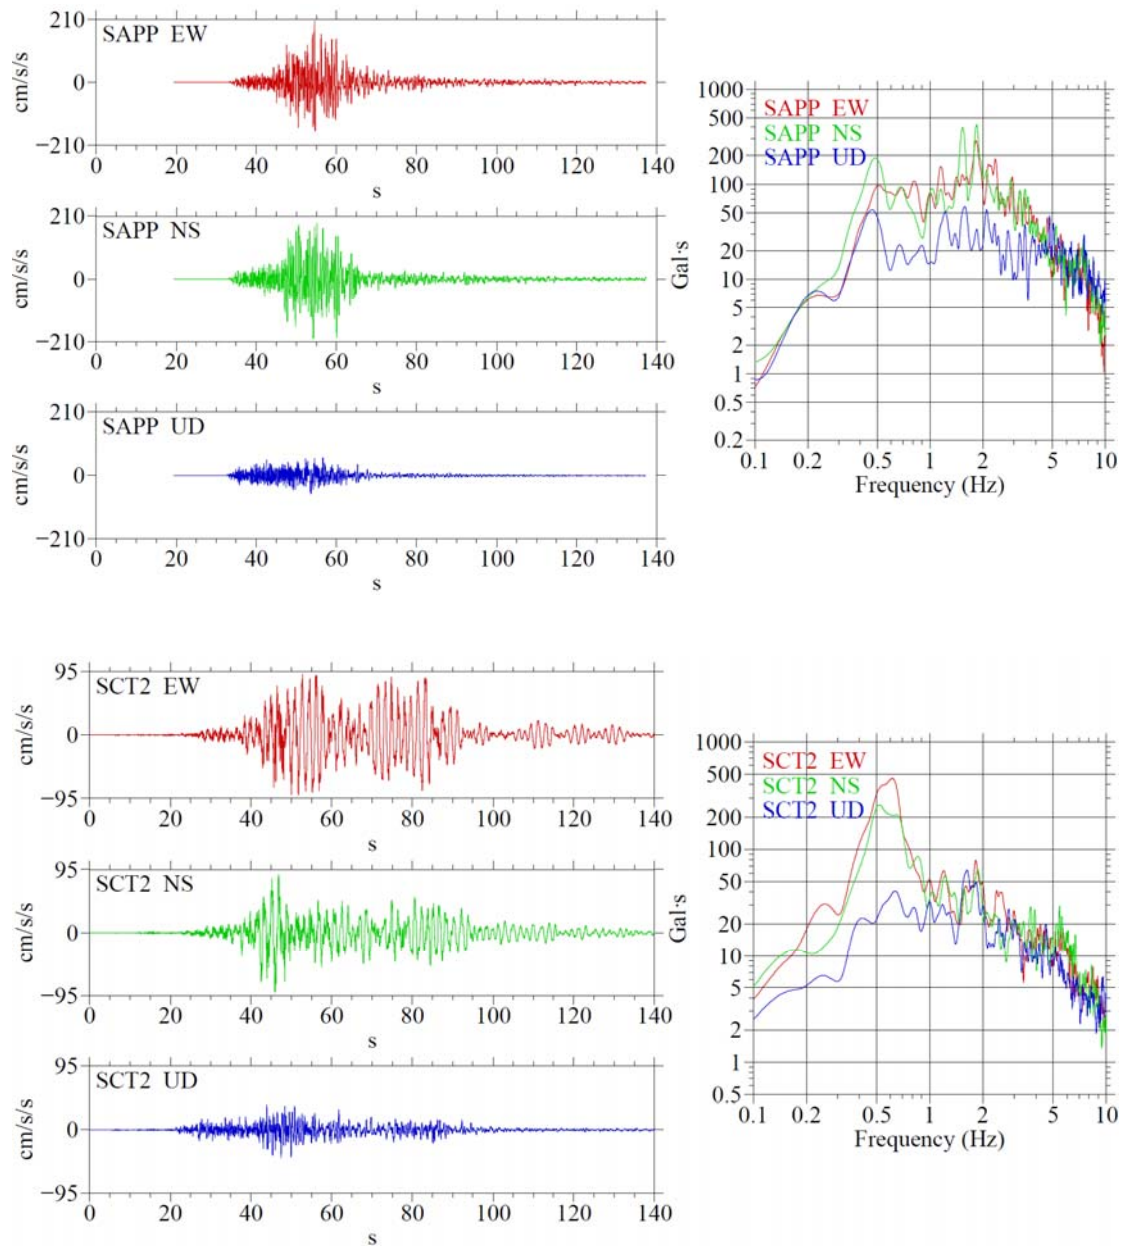 210
SAPP EW
cm/s/s
0
−210
0 20 40 60 80 100 120 140
s
210
SAPP NS
cm/s/s
0
−210
0 20 40 60 80 100 120 140
s
210
SAPP UD
cm/s/s
0
−210
0 20 40 60 80 100 120 140
s
1000
SAPP EW
500
SAPP NS
200
SAPP UD
100
50
20
Gal·s
10
5
2
1
0.5
0.2
0.1 0.2 0.5 1 2 5 10
Frequency (Hz)
95
SCT2 EW
cm/s/s
0
−95
0 20 40 60 80 100 120 140
s
95
SCT2 NS
cm/s/s
0
−95
0 20 40 60 80 100 120 140
s
95
SCT2 UD
cm/s/s
0
−95
0 20 40 60 80 100 120 140
s
1000
SCT2 EW
500
SCT2 NS
SCT2 UD
200
100
50
20
Gal·s
10
5
2
1
0.5
0.1 0.2 0.5 1 2 5 10
Frequency (Hz)